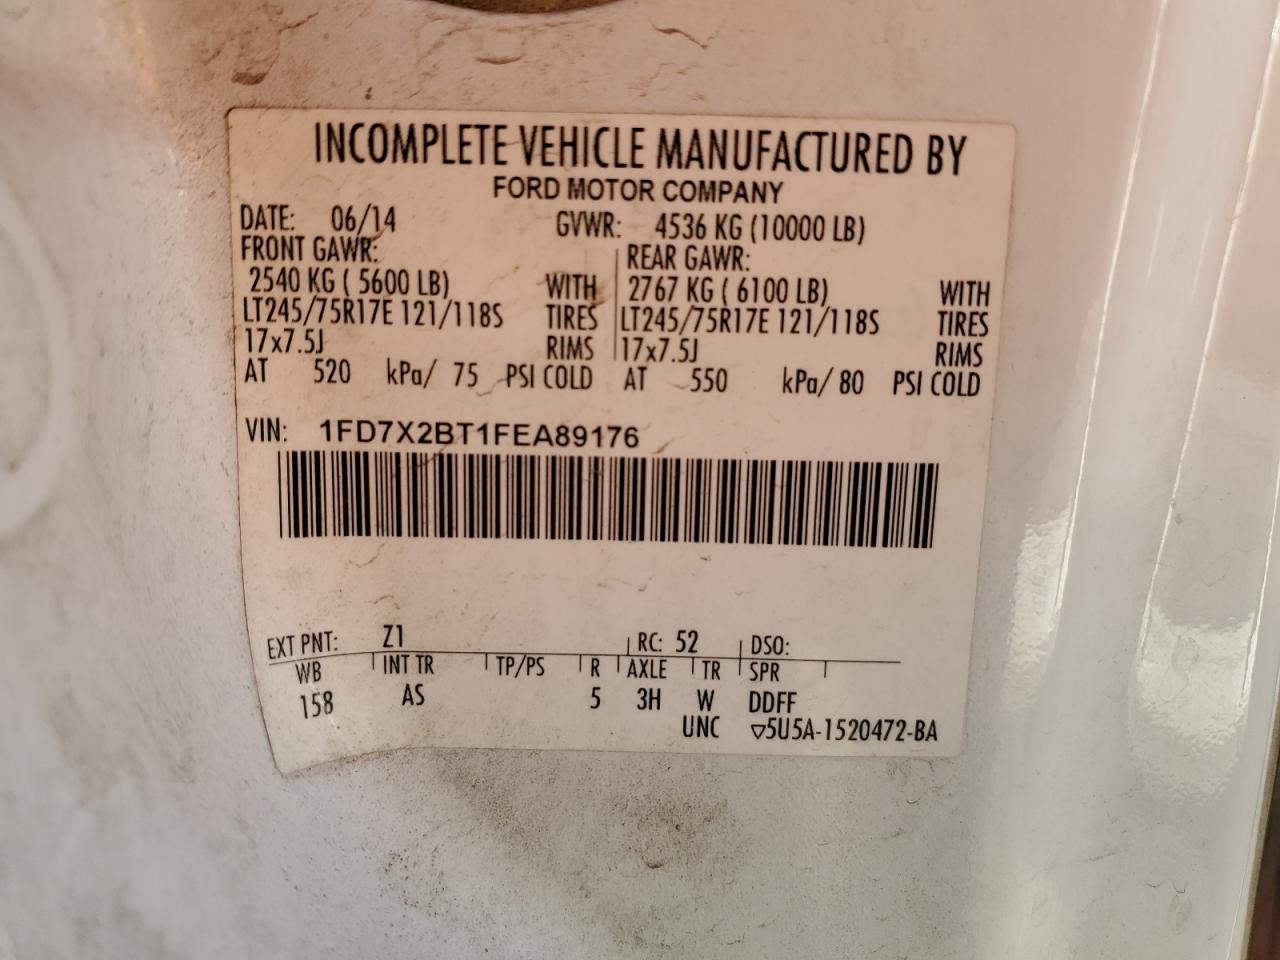 INCOMPLETE VEHICLE MANUFACTURED BY
FORD MOTOR COMPANY
DATE: 06/14 GVWR: 4536 KG (10000 LB)
FRONT GAWR: REAR GAWR:
2540 KG ( 5600 LB) WITH 2767 KG ( 6100 LB) WITH
LT245/75R17E 121/118S TIRES LT245/75R17E 121/118S TIRES
17x7.5J RIMS 17x7.5J RIMS
AT 520 kPa/ 75 PSI COLD AT 550 kPa/ 80 PSI COLD
VIN: 1FD7X2BT1FEA89176
EXT PNT: Z1 RC: 52 DSO:
WB INT TR TP/PS R AXLE TR SPR
158 AS 5 3H W DDFF
UNC ▽5U5A-1520472-BA